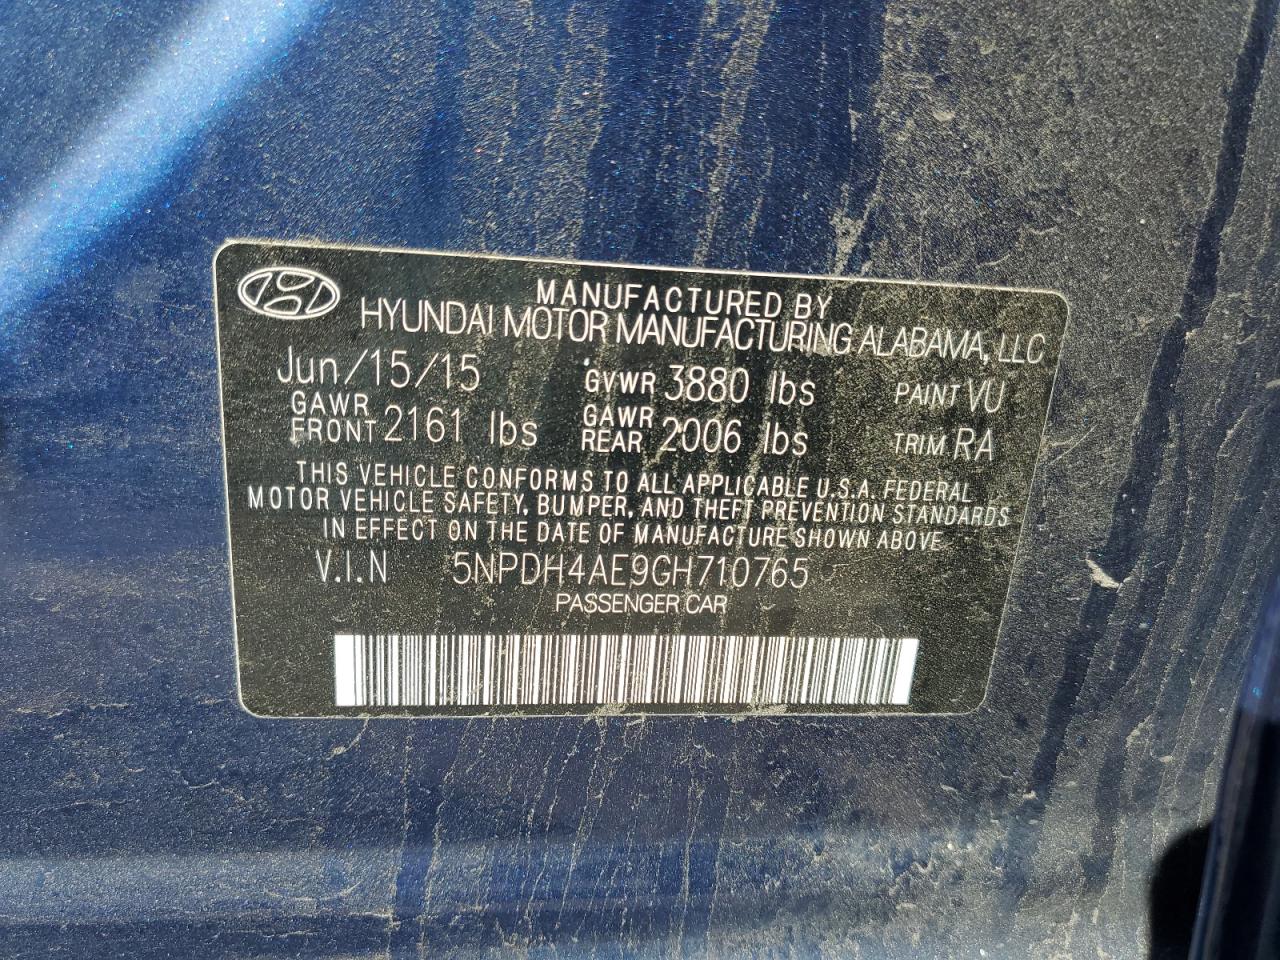 MANUFACTURED BY
HYUNDAI MOTOR MANUFACTURING ALABAMA, LLC
Jun/15/15 GVWR 3880 lbs PAINT VU
GAWR FRONT 2161 lbs GAWR REAR 2006 lbs TRIM RA
THIS VEHICLE CONFORMS TO ALL APPLICABLE U.S.A. FEDERAL
MOTOR VEHICLE SAFETY, BUMPER, AND THEFT PREVENTION STANDARDS
IN EFFECT ON THE DATE OF MANUFACTURE SHOWN ABOVE
V.I.N 5NPDH4AE9GH710765
PASSENGER CAR